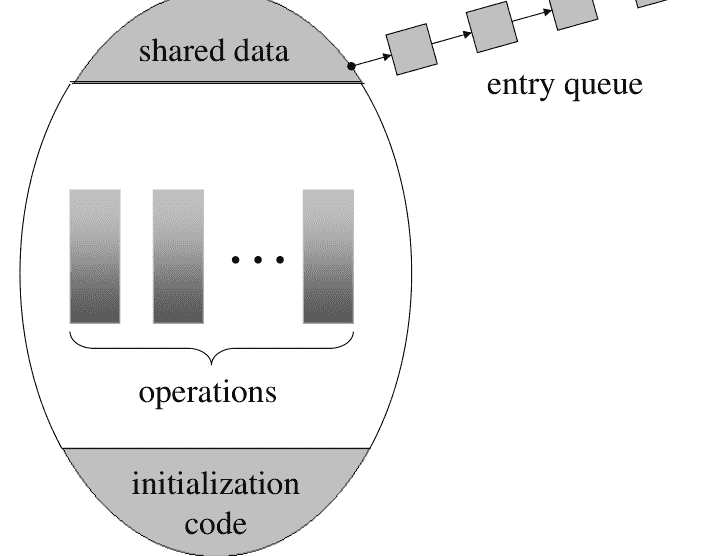 shared data
entry queue
• • •
operations
initialization
code